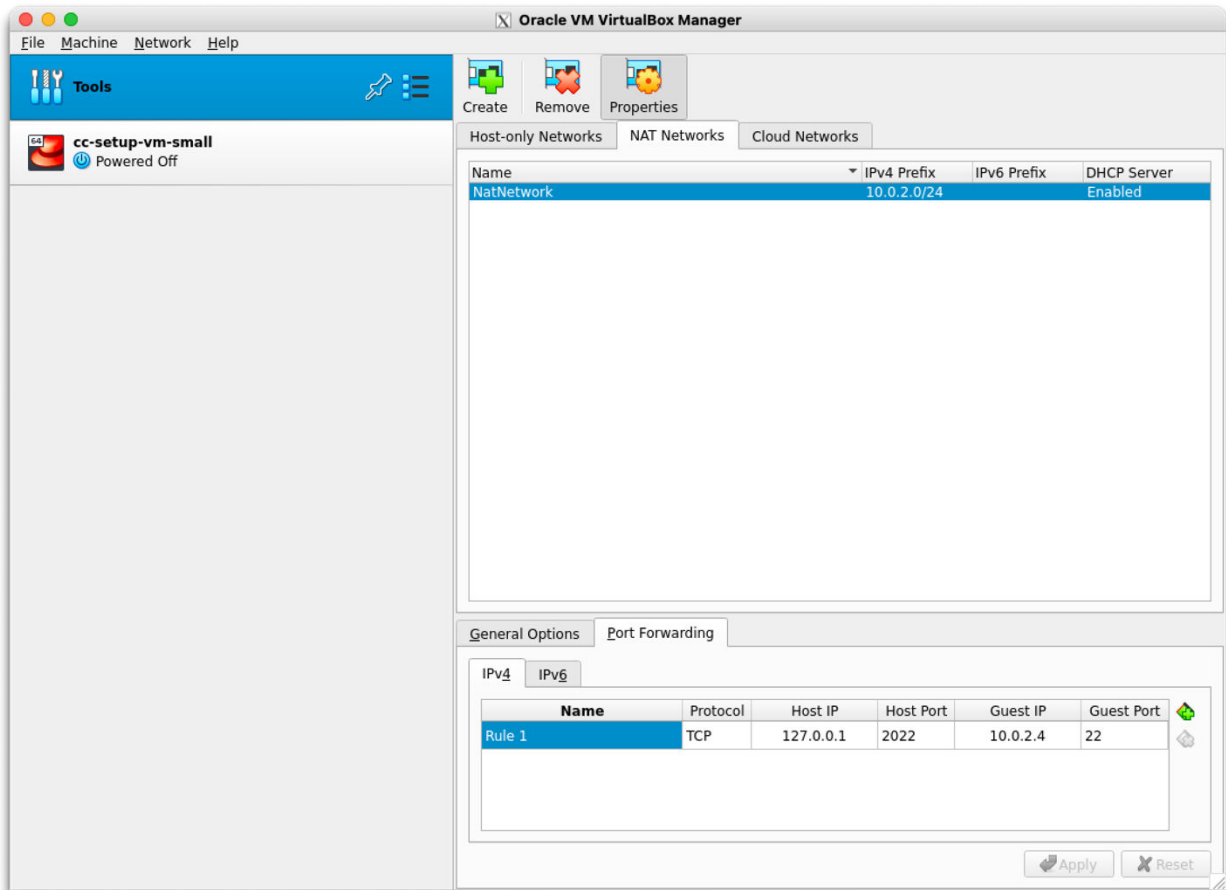 Oracle VM VirtualBox Manager
File Machine Network Help
Tools
64
cc-setup-vm-small
Powered Off
Create Remove Properties
Host-only Networks NAT Networks Cloud Networks
Name IPv4 Prefix IPv6 Prefix DHCP Server
NatNetwork 10.0.2.0/24 Enabled
General Options Port Forwarding
IPv4 IPv6
Name Protocol Host IP Host Port Guest IP Guest Port
Rule 1 TCP 127.0.0.1 2022 10.0.2.4 22
Apply Reset